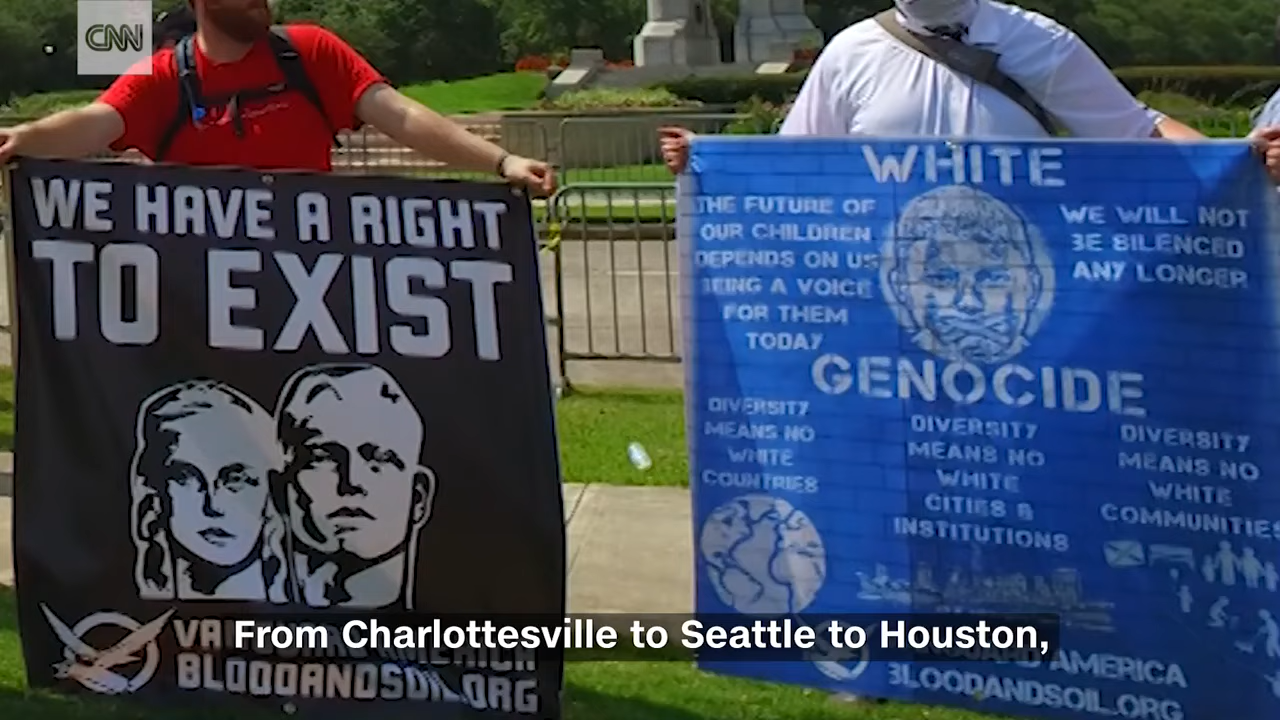 CNN
WE HAVE A RIGHT
TO EXIST
BLOODANDSOIL.ORG
WHITE
THE FUTURE OF
OUR CHILDREN
DEPENDS ON US
BEING A VOICE
FOR THEM
TODAY
WE WILL NOT
BE SILENCED
ANY LONGER
GENOCIDE
DIVERSITY
MEANS NO
WHITE
COUNTRIES
DIVERSITY
MEANS NO
WHITE
CITIES &
INSTITUTIONS
DIVERSITY
MEANS NO
WHITE
COMMUNITIES
AMERICA
BLOODANDSOIL.ORG
From Charlottesville to Seattle to Houston,